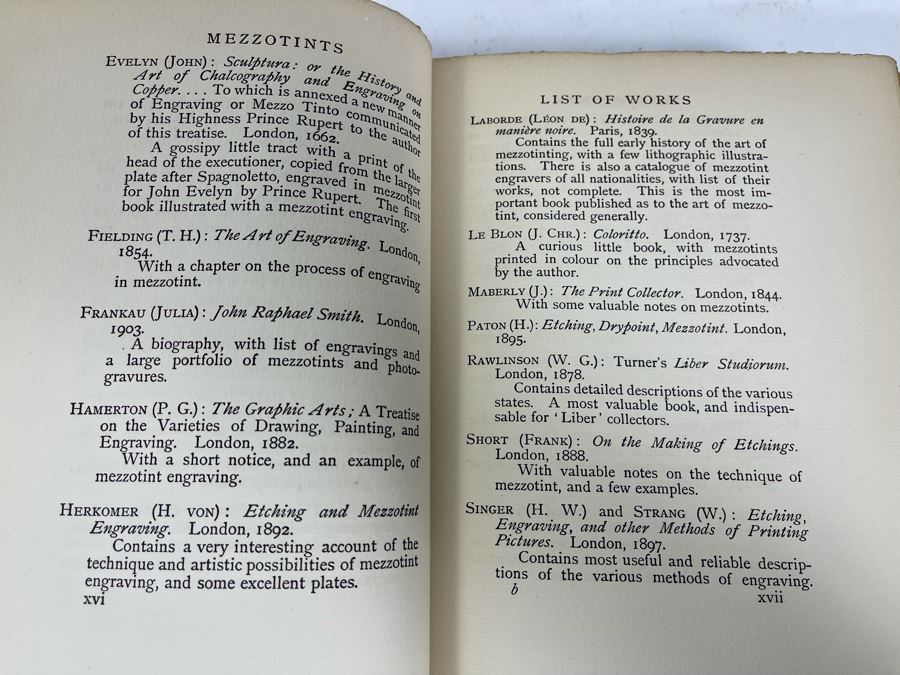 MEZZOTINTS
EVELYN (JOHN): Sculptura: or the History and
Art of Chalcography and Engraving on
Copper. . . . To which is annexed a new manner
of Engraving or Mezzo Tinto communicated
by his Highness Prince Rupert to the author
of this treatise. London, 1662.
A gossipy little tract with a print of the
head of the executioner, copied from the larger
plate after Spagnoletto, engraved in mezzotint
for John Evelyn by Prince Rupert. The first
book illustrated with a mezzotint engraving.
FIELDING (T. H.): The Art of Engraving. London,
1854.
With a chapter on the process of engraving
in mezzotint.
FRANKAU (JULIA): John Raphael Smith. London,
1903.
A biography, with list of engravings and
a large portfolio of mezzotints and photo-
gravures.
HAMERTON (P. G.): The Graphic Arts; A Treatise
on the Varieties of Drawing, Painting, and
Engraving. London, 1882.
With a short notice, and an example, of
mezzotint engraving.
HERKOMER (H. VON): Etching and Mezzotint
Engraving. London, 1892.
Contains a very interesting account of the
technique and artistic possibilities of mezzotint
engraving, and some excellent plates.
xvi
LIST OF WORKS
LABORDE (LÉON DE): Histoire de la Gravure en
manière noire. Paris, 1839.
Contains the full early history of the art of
mezzotinting, with a few lithographic illustra-
tions. There is also a catalogue of mezzotint
engravers of all nationalities, with list of their
works, not complete. This is the most im-
portant book published as to the art of mezzo-
tint, considered generally.
LE BLON (J. CHR.): Coloritto. London, 1737.
A curious little book, with mezzotints
printed in colour on the principles advocated
by the author.
MABERLY (J.): The Print Collector. London, 1844.
With some valuable notes on mezzotints.
PATON (H.): Etching, Drypoint, Mezzotint. London,
1895.
RAWLINSON (W. G.): Turner's Liber Studiorum.
London, 1878.
Contains detailed descriptions of the various
states. A most valuable book, and indispen-
sable for 'Liber' collectors.
SHORT (FRANK): On the Making of Etchings.
London, 1888.
With valuable notes on the technique of
mezzotint, and a few examples.
SINGER (H. W.) and STRANG (W.): Etching,
Engraving, and other Methods of Printing
Pictures. London, 1897.
Contains most useful and reliable descrip-
tions of the various methods of engraving.
b
xvii